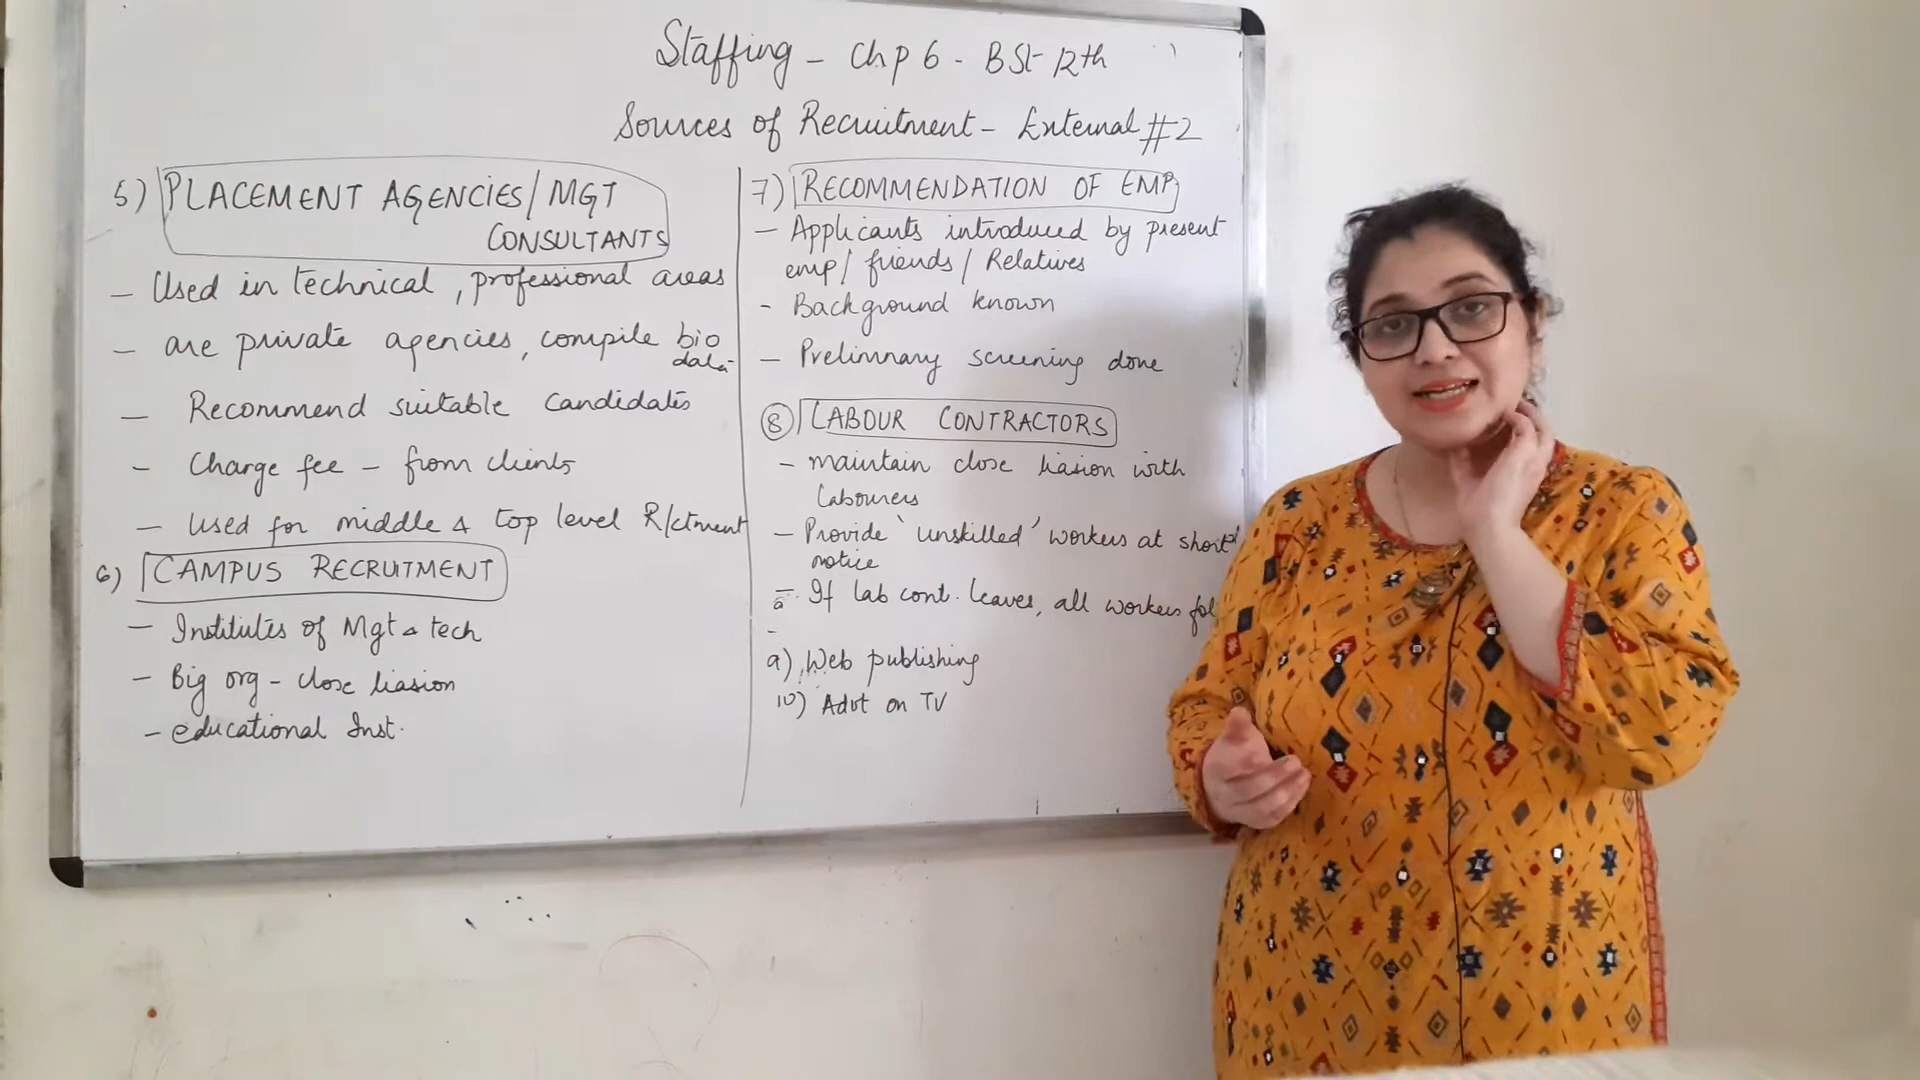 Staffing - Chp 6 - BSt 12th
Sources of Recruitment - External #2
5) PLACEMENT AGENCIES/MGT
CONSULTANTS
- Used in technical, professional areas
- are private agencies, compile bio
data
- Recommend suitable candidates
- Charge fee - from clients
- Used for middle & top level R/ctment
6) CAMPUS RECRUTMENT
- Institutes of Mgt & tech
- Big org - close liasion
- educational Inst.
7) RECOMMENDATION OF EMP
- Applicants introduced by present
emp/ friends / Relatives
- Background known
- Prelimnary screening done
8) LABOUR CONTRACTORS
- maintain close liasion with
Labourers
- Provide 'unskilled' workers at short
notice
- If lab cont. leaves, all workers fol
9) Web publishing
10) Advt on TV